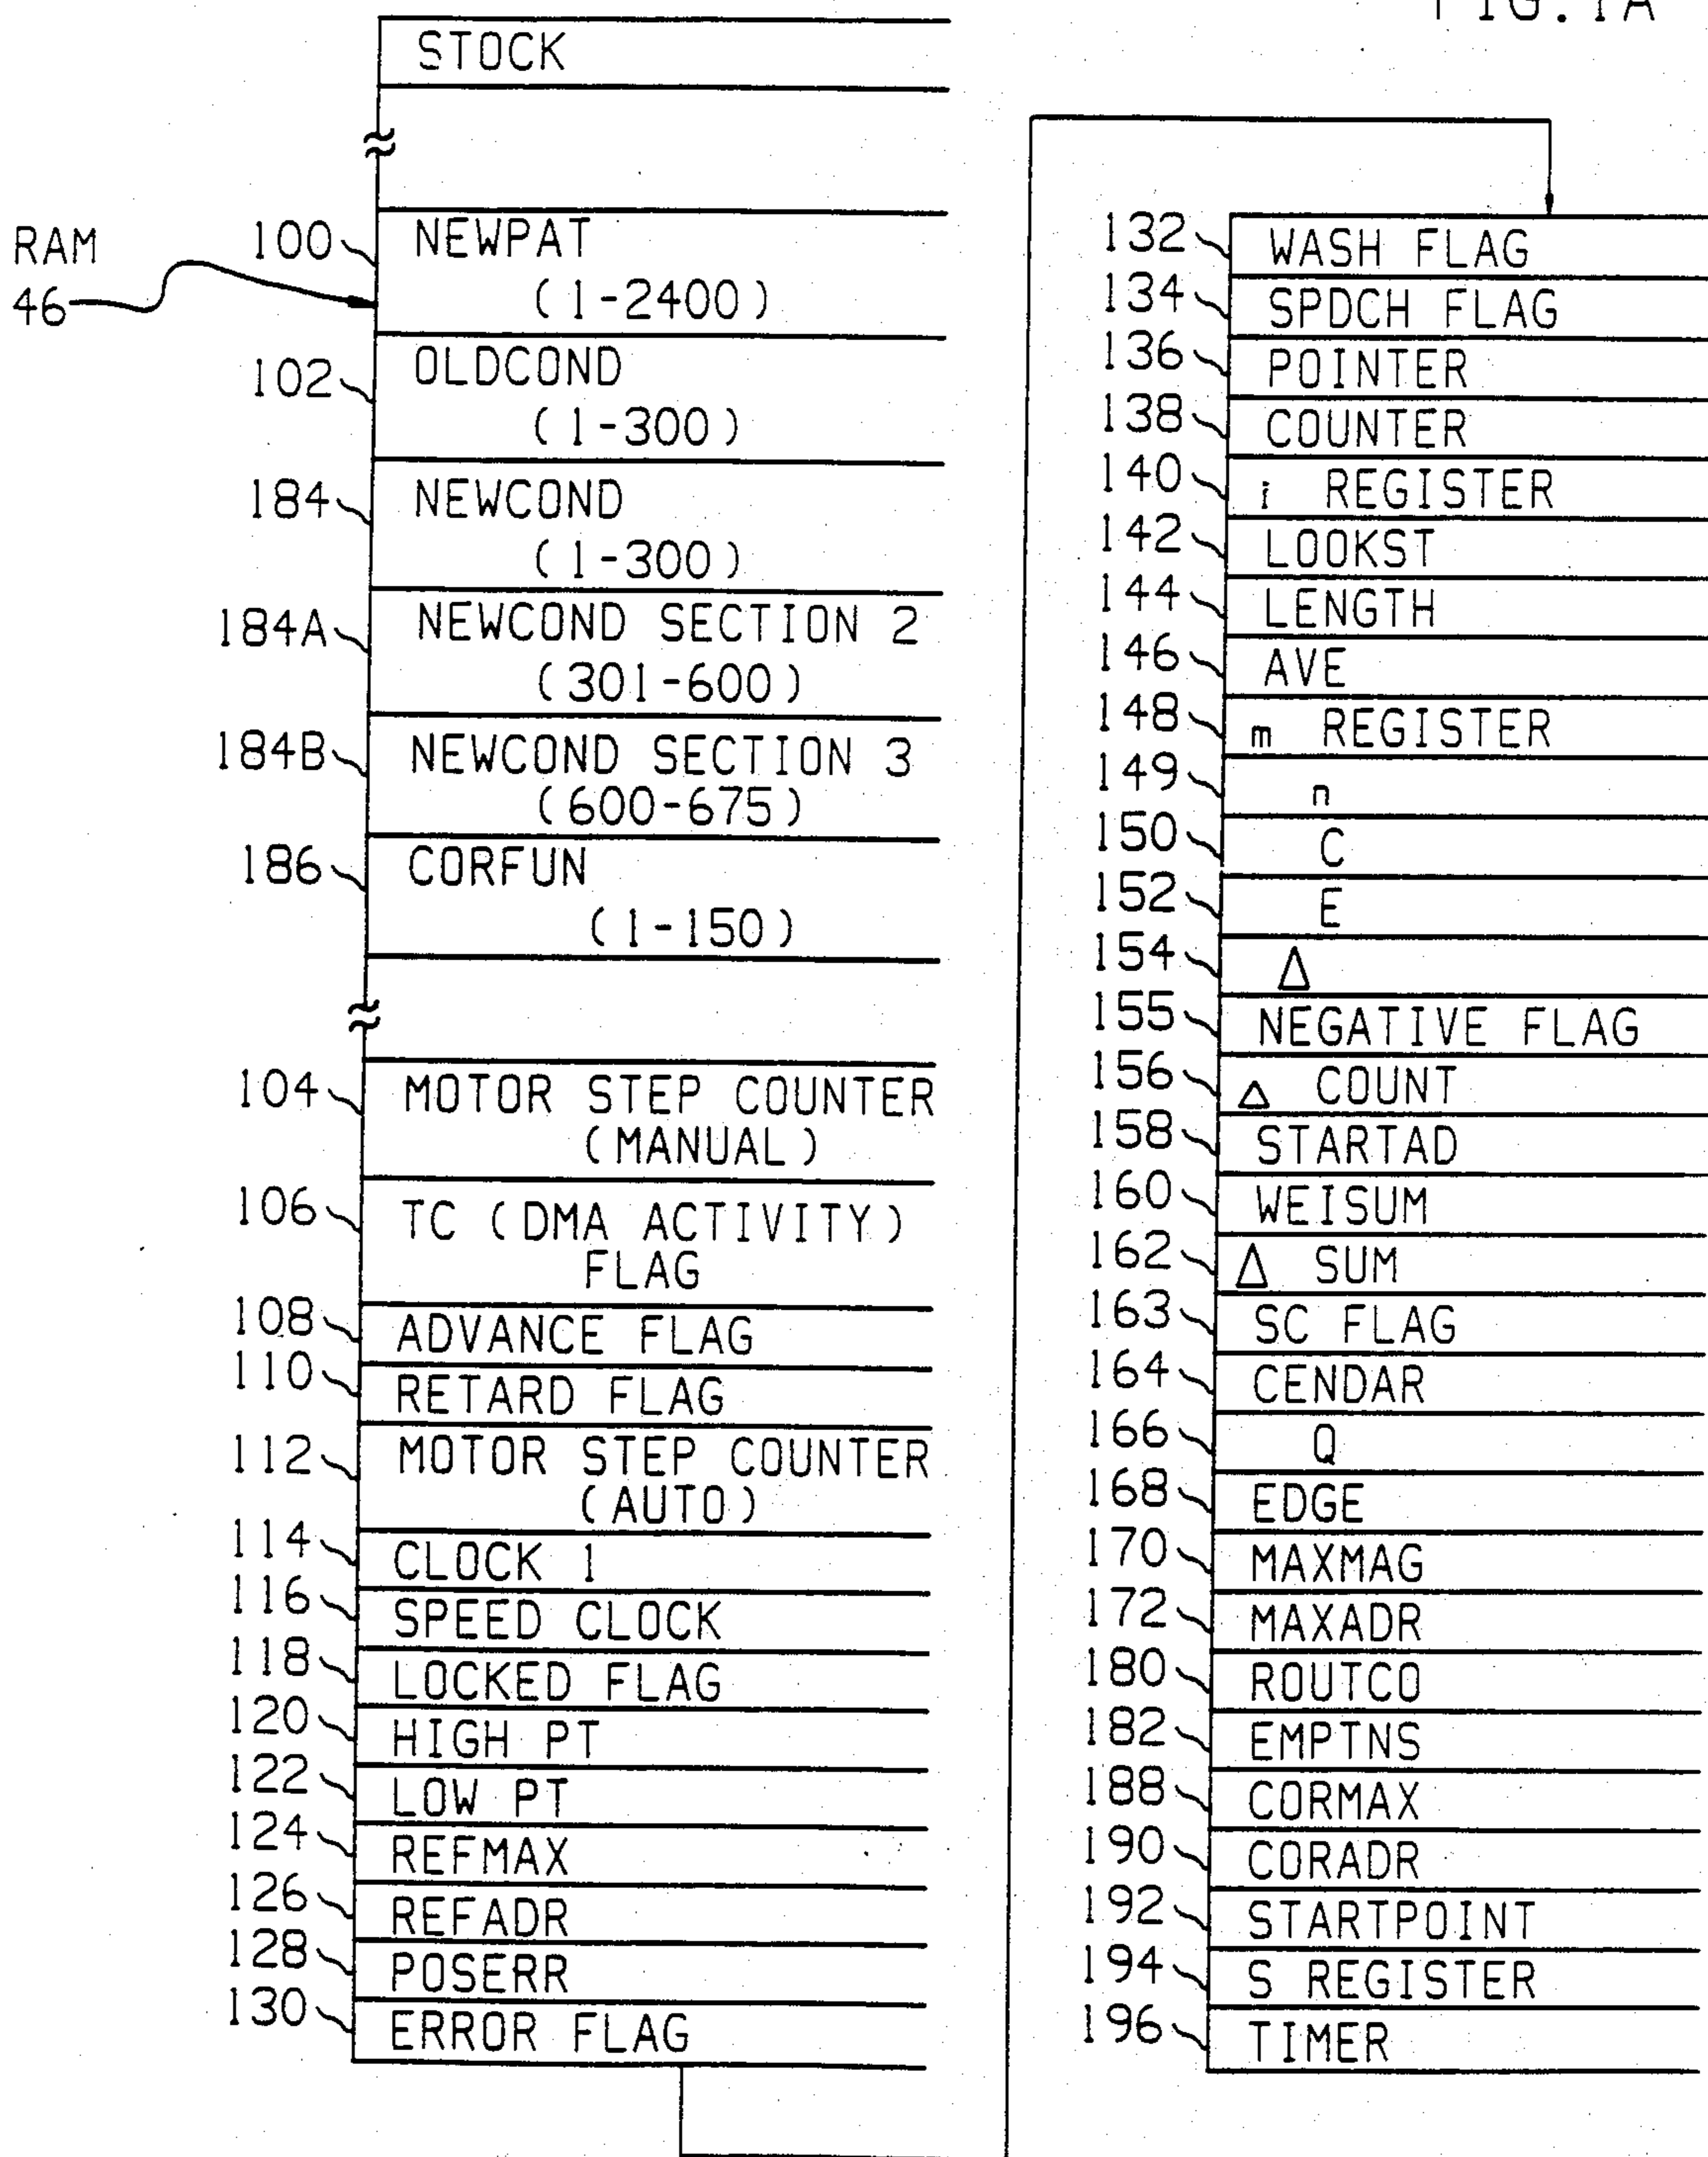 FIG.1A
STOCK
RAM
46
100 NEWPAT
(1-2400)
102 OLDCOND
(1-300)
184 NEWCOND
(1-300)
184A NEWCOND SECTION 2
(301-600)
184B NEWCOND SECTION 3
(600-675)
186 CORFUN
(1-150)
104 MOTOR STEP COUNTER
(MANUAL)
106 TC (DMA ACTIVITY)
FLAG
108 ADVANCE FLAG
110 RETARD FLAG
112 MOTOR STEP COUNTER
(AUTO)
114 CLOCK 1
116 SPEED CLOCK
118 LOCKED FLAG
120 HIGH PT
122 LOW PT
124 REFMAX
126 REFADR
128 POSERR
130 ERROR FLAG
132 WASH FLAG
134 SPDCH FLAG
136 POINTER
138 COUNTER
140 i REGISTER
142 LOOKST
144 LENGTH
146 AVE
148 m REGISTER
149 n
150 C
152 E
154 Δ
155 NEGATIVE FLAG
156 Δ COUNT
158 STARTAD
160 WEISUM
162 Δ SUM
163 SC FLAG
164 CENDAR
166 Q
168 EDGE
170 MAXMAG
172 MAXADR
180 ROUTCO
182 EMPTNS
188 CORMAX
190 CORADR
192 STARTPOINT
194 S REGISTER
196 TIMER